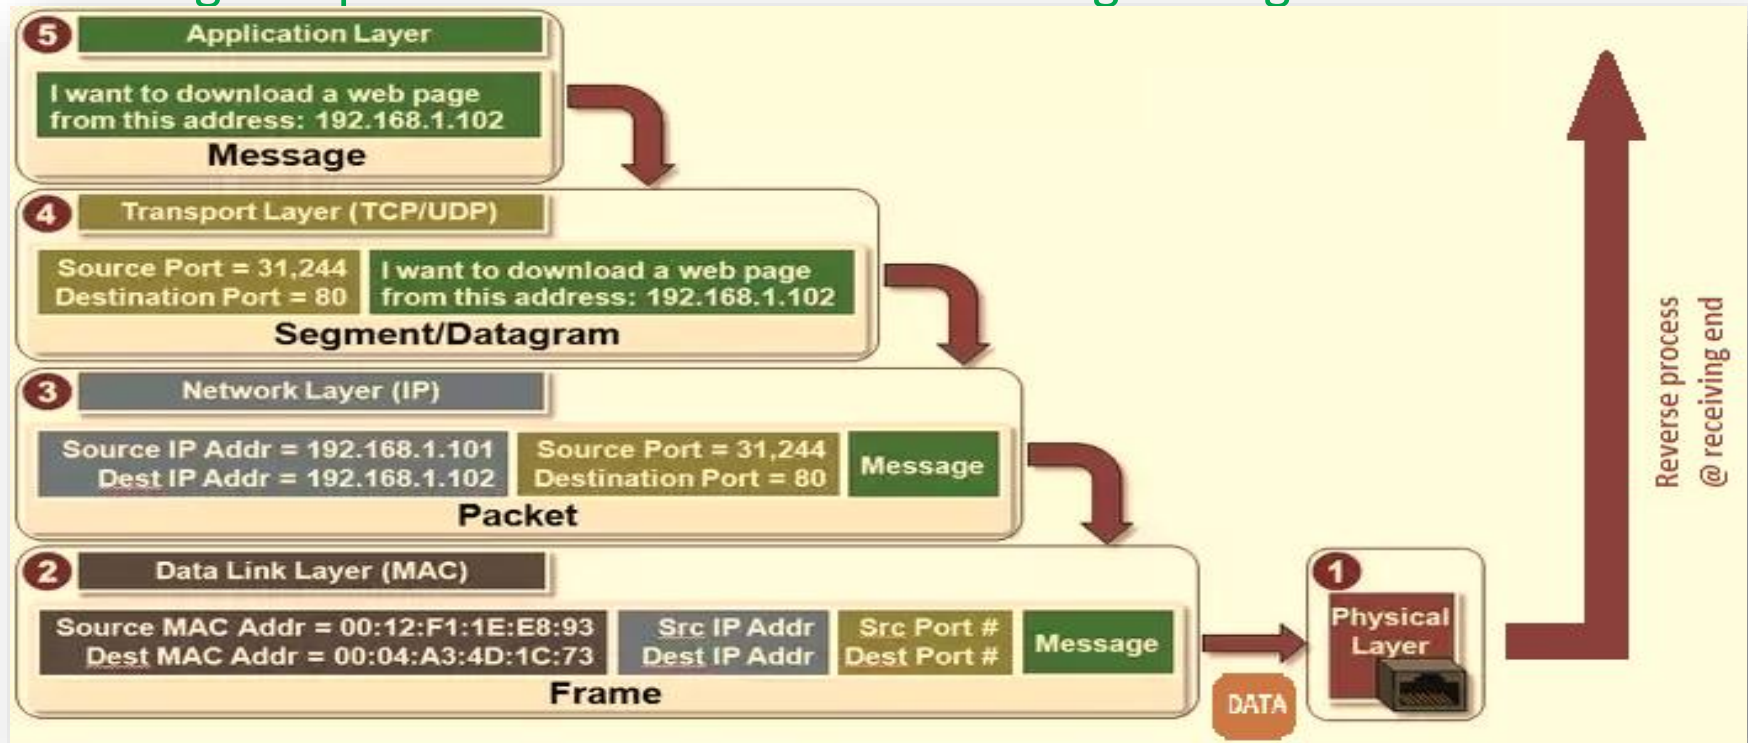 5
Application Layer
I want to download a web page
from this address: 192.168.1.102
Message
4
Transport Layer (TCP/UDP)
Source Port = 31,244
Destination Port = 80
I want to download a web page
from this address: 192.168.1.102
Segment/Datagram
3
Network Layer (IP)
Source IP Addr = 192.168.1.101
Dest IP Addr = 192.168.1.102
Source Port = 31,244
Destination Port = 80
Message
Packet
2
Data Link Layer (MAC)
Source MAC Addr = 00:12:F1:1E:E8:93
Dest MAC Addr = 00:04:A3:4D:1C:73
Src IP Addr
Dest IP Addr
Src Port #
Dest Port #
Message
Frame
DATA
1
Physical
Layer
Reverse process
@ receiving end